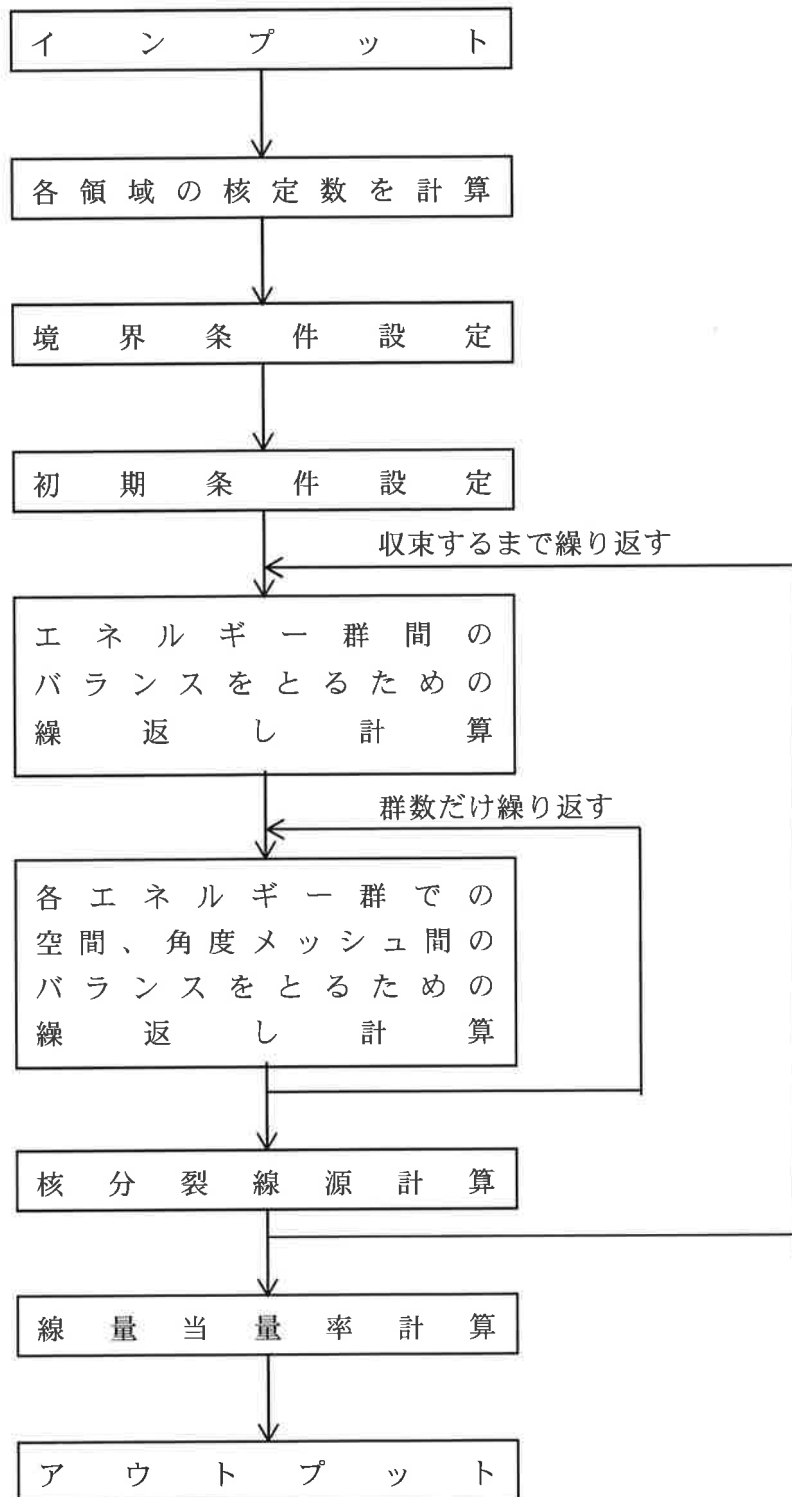 インプット
各領域の核定数を計算
境界条件設定
初期条件設定
収束するまで繰り返す
エネルギー群間の
バランスをとるための
繰返し計算
群数だけ繰り返す
各エネルギー群での
空間、角度メッシュ間の
バランスをとるための
繰返し計算
核分裂線源計算
線量当量率計算
アウトプット